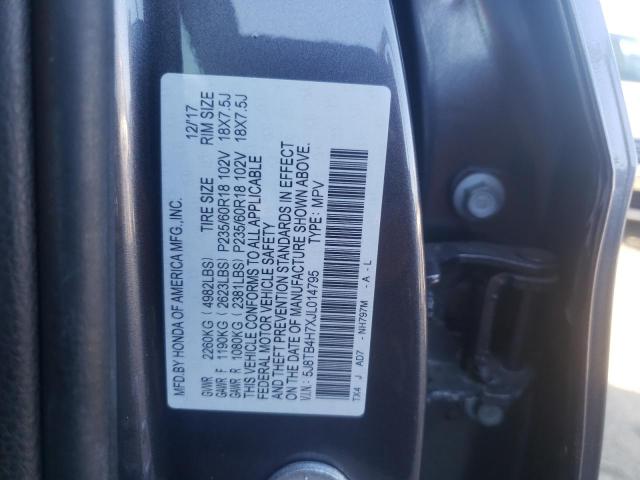 MFD.BY HONDA OF AMERICA MFG.,INC. 12/'17
TIRE SIZE RIM SIZE
GVWR 2260KG ( 4982LBS)
GAWR F 1190KG ( 2623LBS) P235/60R18 102V 18X7.5J
GAWR R 1080KG ( 2381LBS) P235/60R18 102V 18X7.5J
THIS VEHICLE CONFORMS TO ALL APPLICABLE
FEDERAL MOTOR VEHICLE SAFETY
AND THEFT PREVENTION STANDARDS IN EFFECT
ON THE DATE OF MANUFACTURE SHOWN ABOVE.
V.I.N: 5J8TB4H7XJL014795 TYPE: MPV
TX4 J AD7 - NH797M - A - L